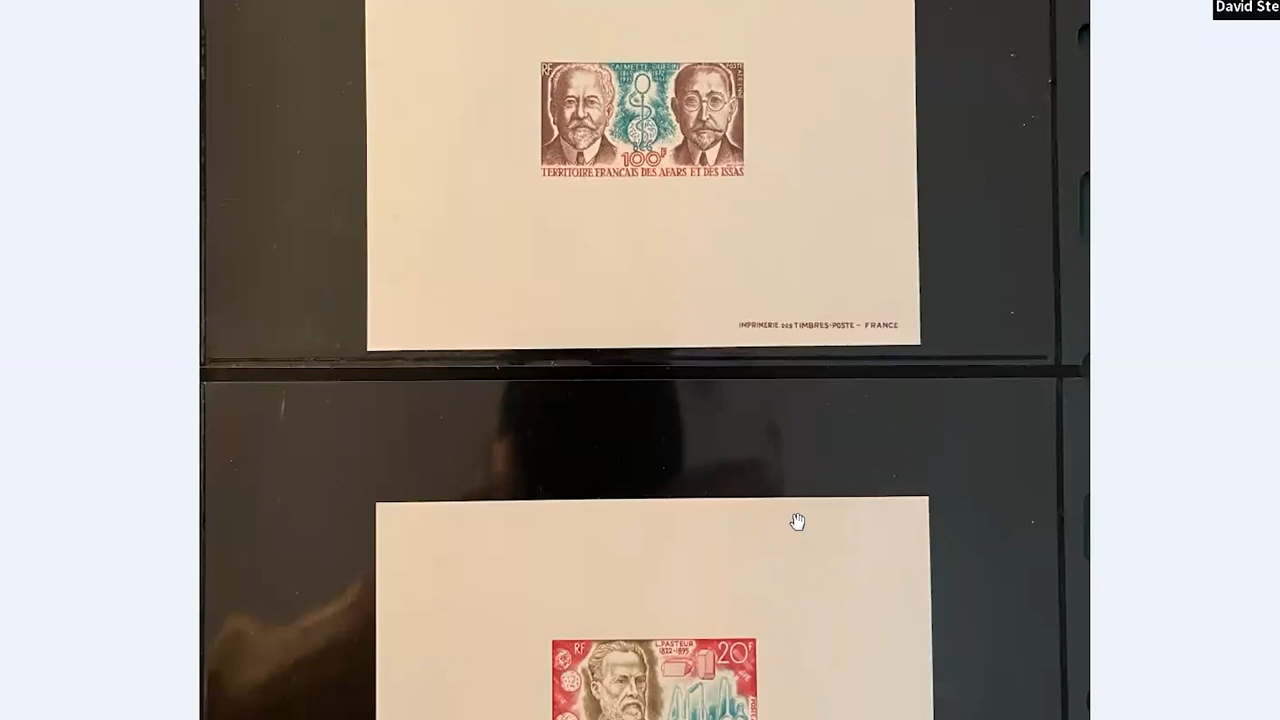 David Ste
RF
CALMETTE GUERIN
POSTE
BCG
100F
TERRITOIRE FRANCAIS DES AFARS ET DES ISSAS
IMPRIMERIE DES TIMBRES-POSTE - FRANCE
RF
L.PASTEUR
1822-1895
20F